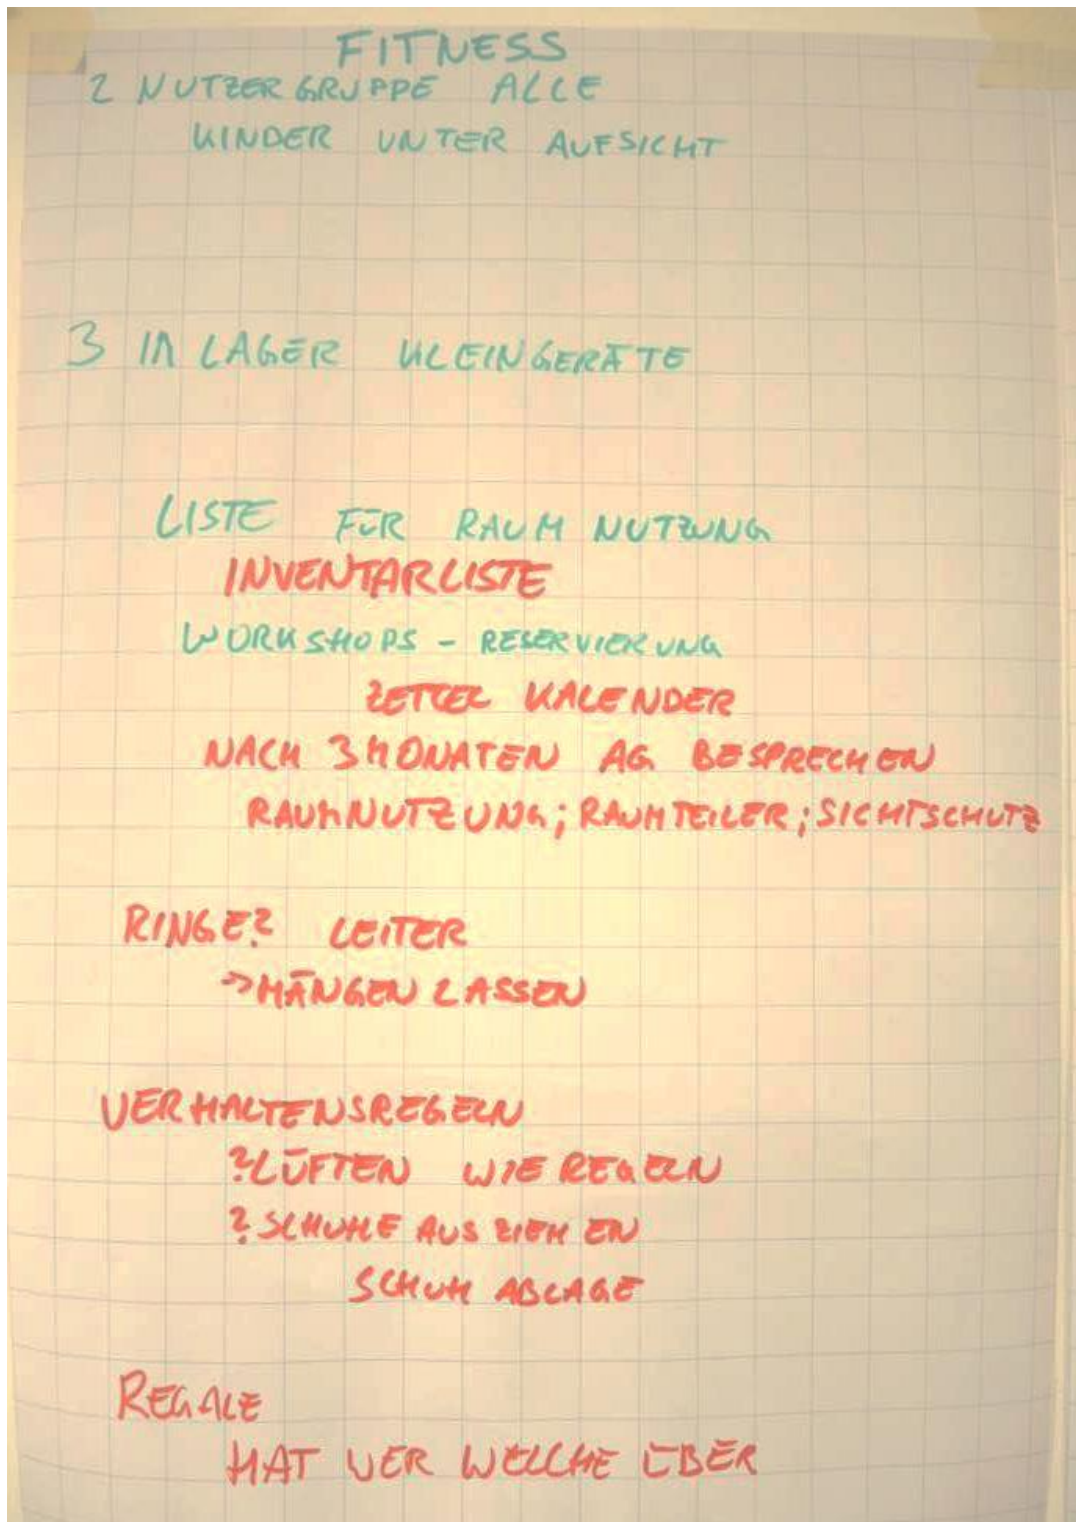 FITNESS
2 NUTZERGRUPPE ALLE
KINDER UNTER AUFSICHT
3 IM LAGER KLEINGERÄTE
LISTE FÜR RAUM NUTZUNG
INVENTARLISTE
WORKSHOPS - RESERVIERUNG
ZETTEL KALENDER
NACH 3 MONATEN AG BESPRECHEN
RAUMNUTZUNG; RAUMTEILER; SICHTSCHUTZ
RINGE? LEITER
-> HÄNGEN LASSEN
VERHALTENSREGELN
? LÜFTEN WIE REGELN
? SCHUHE AUSZIEHEN
SCHUH ABLAGE
REGALE
HAT WER WELCHE ÜBER